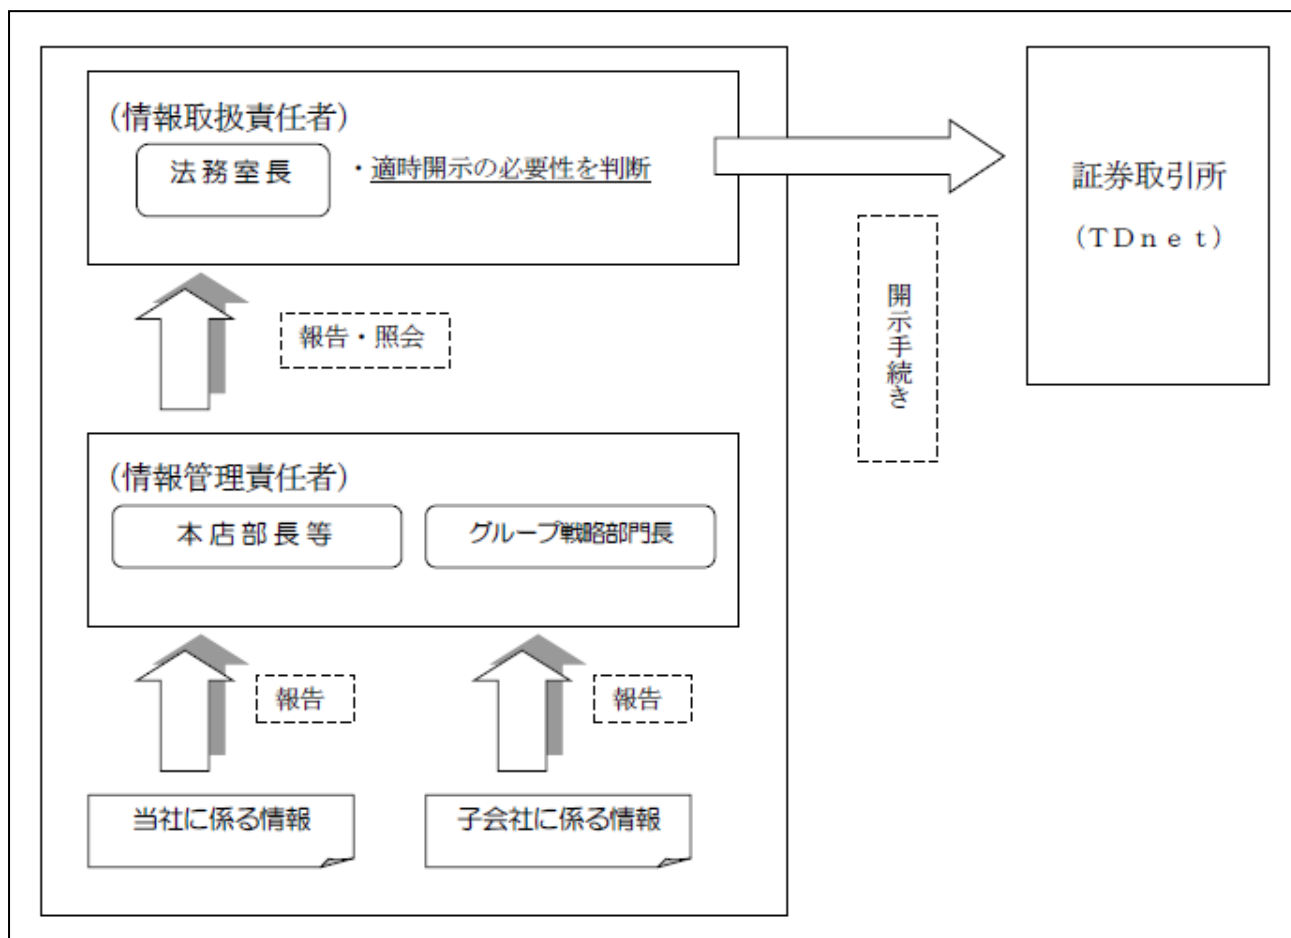 (情報取扱責任者)
法務室長
・適時開示の必要性を判断
証券取引所
(TDnet)
開示手続き
報告・照会
(情報管理責任者)
本店部長等
グループ戦略部門長
報告
報告
当社に係る情報
子会社に係る情報